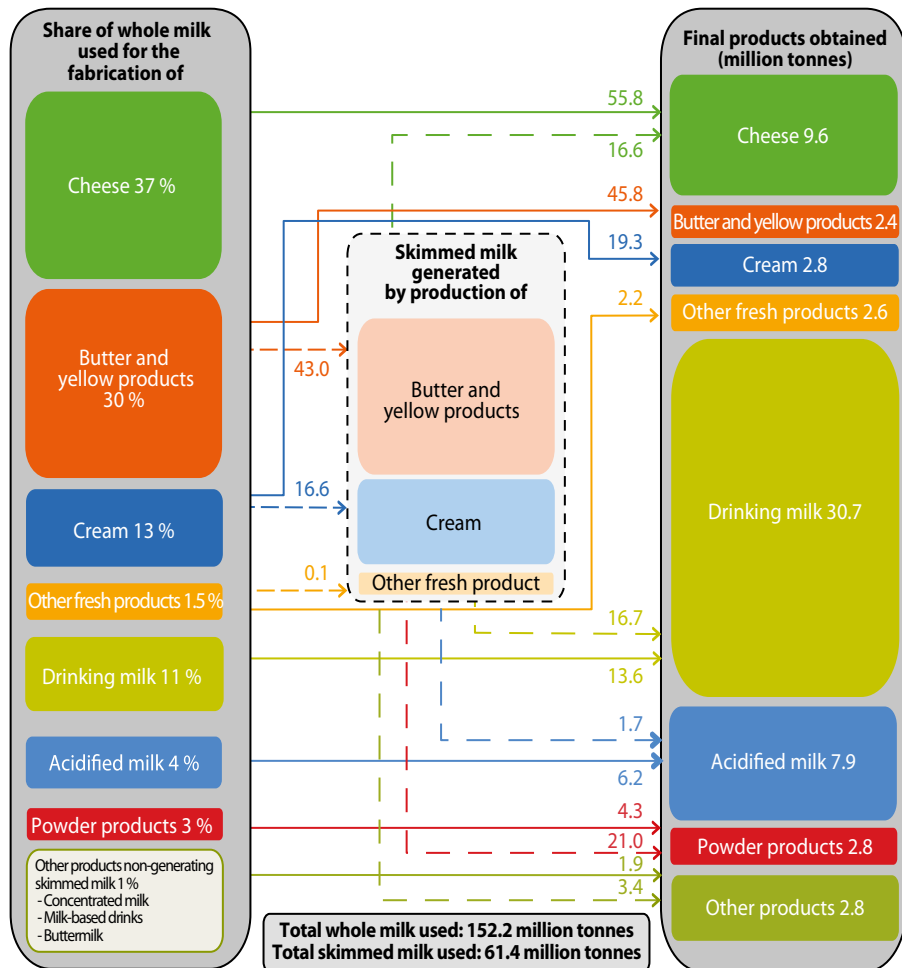 Share of whole milk
used for the
fabrication of
Cheese 37 %
Butter and
yellow products
30 %
Cream 13 %
Other fresh products 1.5 %
Drinking milk 11 %
Acidified milk 4 %
Powder products 3 %
Other products non-generating
skimmed milk 1 %
- Concentrated milk
- Milk-based drinks
- Buttermilk
43.0
16.6
0.1
Skimmed milk
generated
by production of
Butter and
yellow products
Cream
Other fresh product
55.8
16.6
45.8
19.3
2.2
16.7
13.6
1.7
6.2
4.3
21.0
1.9
3.4
Final products obtained
(million tonnes)
Cheese 9.6
Butter and yellow products 2.4
Cream 2.8
Other fresh products 2.6
Drinking milk 30.7
Acidified milk 7.9
Powder products 2.8
Other products 2.8
Total whole milk used: 152.2 million tonnes
Total skimmed milk used: 61.4 million tonnes